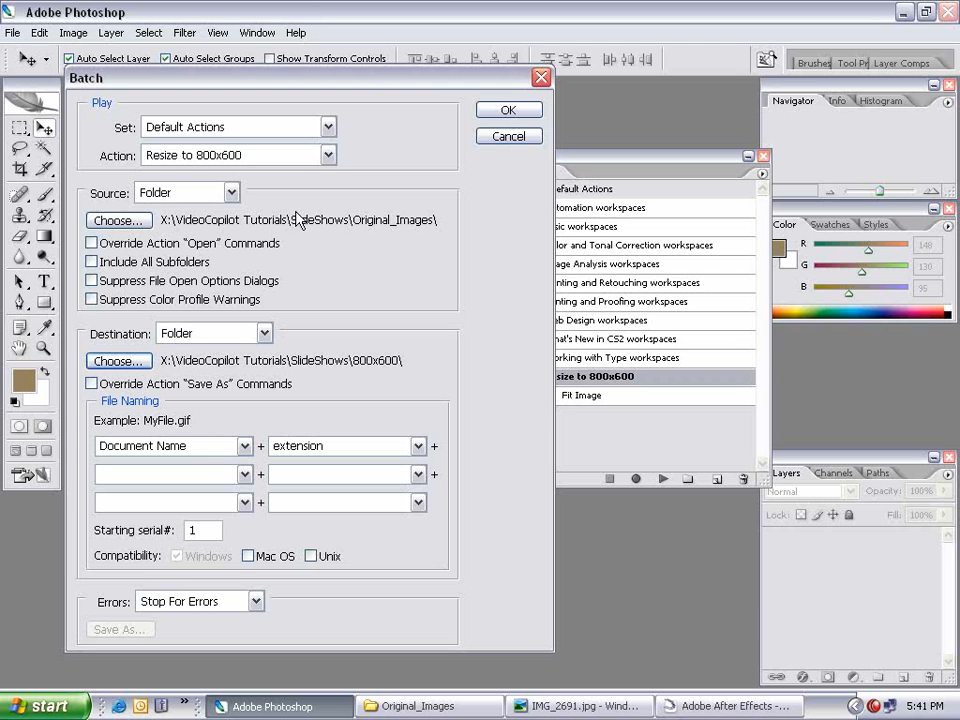 Adobe Photoshop
File Edit Image Layer Select Filter View Window Help
Auto Select Layer Auto Select Groups Show Transform Controls
Brushes Tool Pr Layer Comps
Batch
Play
Set: Default Actions
Action: Resize to 800x600
OK
Cancel
Source: Folder
Choose... X:\VideoCopilot Tutorials\SlideShows\Original_Images\
Override Action "Open" Commands
Include All Subfolders
Suppress File Open Options Dialogs
Suppress Color Profile Warnings
Destination: Folder
Choose... X:\VideoCopilot Tutorials\SlideShows\800x600\
Override Action "Save As" Commands
File Naming
Example: MyFile.gif
Document Name + extension +
+ +
+
Starting serial#: 1
Compatibility: Windows Mac OS Unix
Errors: Stop For Errors
Save As...
efault Actions
tomation workspaces
sic workspaces
lor and Tonal Correction workspaces
age Analysis workspaces
inting and Retouching workspaces
inting and Proofing workspaces
eb Design workspaces
hat's New in CS2 workspaces
orking with Type workspaces
esize to 800x600
Fit Image
Navigator Info Histogram
Color Swatches Styles
R 148
G 130
B 95
Layers Channels Paths
Normal Opacity: 100%
Lock: Fill: 100%
start Adobe Photoshop Original_Images IMG_2691.jpg - Wind... Adobe After Effects -... 5:41 PM